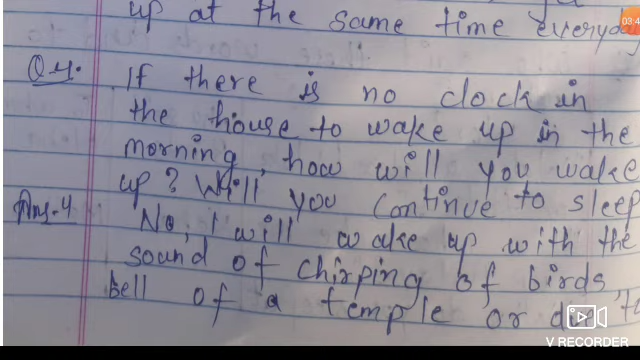 up at the same time everyday
03:4
Q4. If there is no clock in
the house to wake up in the
morning, how will you wake
up? Will you continue to sleep
Ans.4 No, I will wake up with the
sound of chirping of birds,
bell of a temple or
V RECORDER